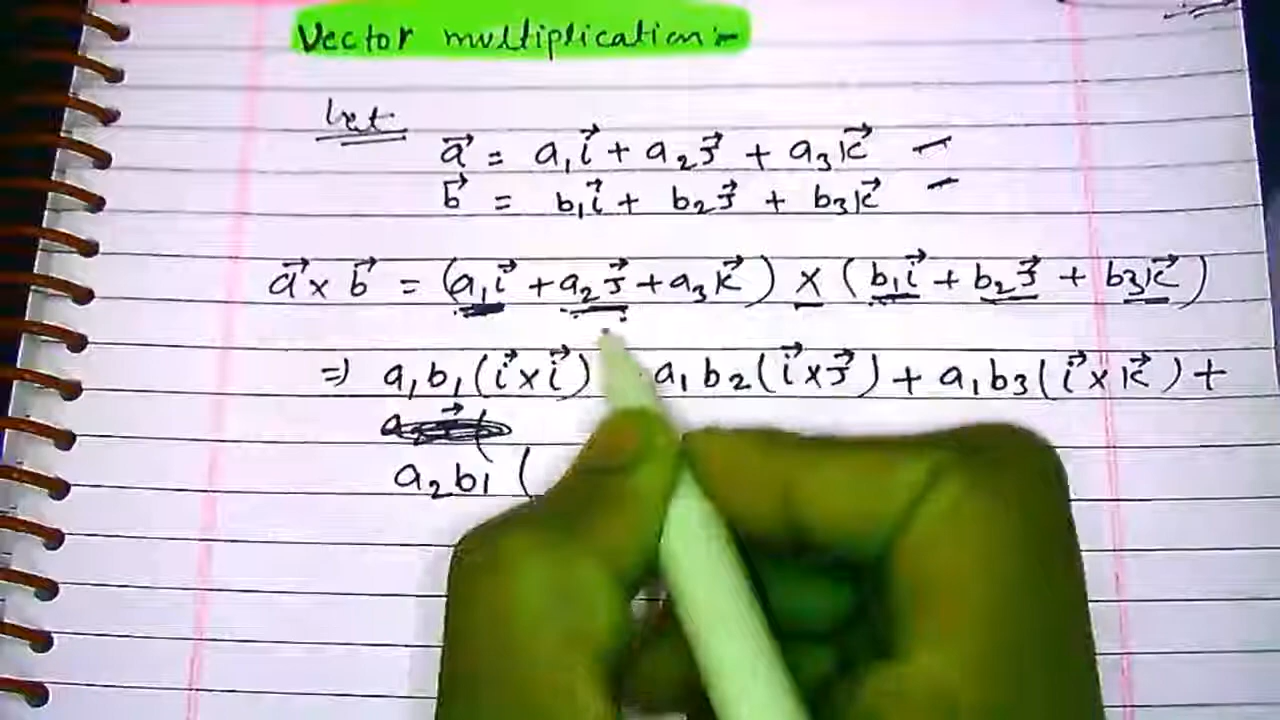 Vector multiplication:-
Let.
a⃗ = a₁i⃗ + a₂j⃗ + a₃k⃗ -
b⃗ = b₁i⃗ + b₂j⃗ + b₃k⃗ -
a⃗ × b⃗ = (a₁i⃗ + a₂j⃗ + a₃k⃗) × (b₁i⃗ + b₂j⃗ + b₃k⃗)
⇒ a₁b₁(i⃗×i⃗) a₁b₂(i⃗×j⃗) + a₁b₃(i⃗×k⃗) +
a₂b₁(